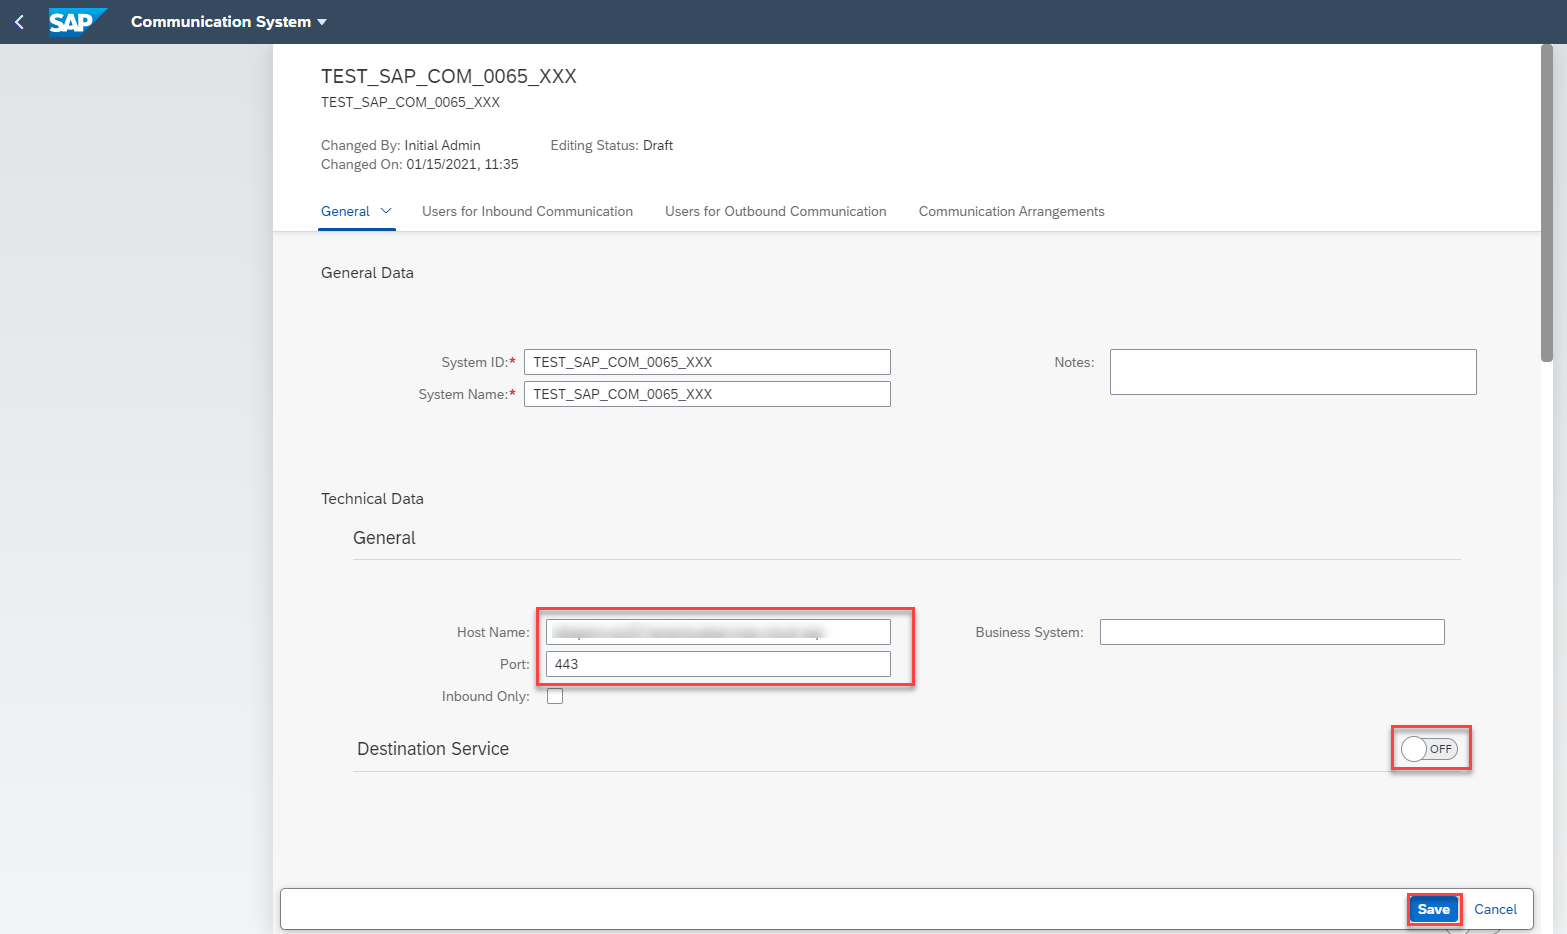 SAP Communication System
TEST_SAP_COM_0065_XXX
TEST_SAP_COM_0065_XXX
Changed By: Initial Admin Editing Status: Draft
Changed On: 01/15/2021, 11:35
General Users for Inbound Communication Users for Outbound Communication Communication Arrangements
General Data
System ID:* TEST_SAP_COM_0065_XXX Notes:
System Name:* TEST_SAP_COM_0065_XXX
Technical Data
General
Host Name: Business System:
Port: 443
Inbound Only:
Destination Service OFF
Save Cancel